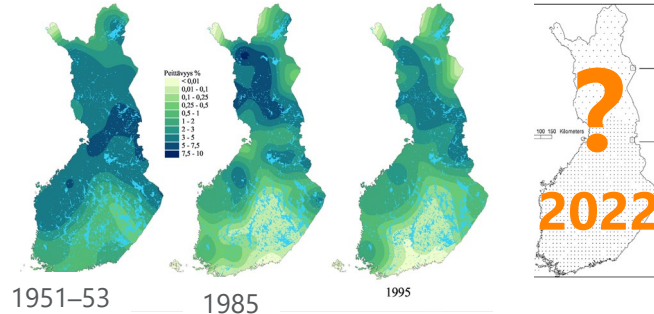 Peittävyys %
< 0,01
0,01 - 0,1
0,1 - 0,25
0,25 - 0,5
0,5 - 1
1 - 2
2 - 3
3 - 5
5 - 7,5
7,5 - 10
?
100 150 Kilometers
2022
1951–53
1985
1995